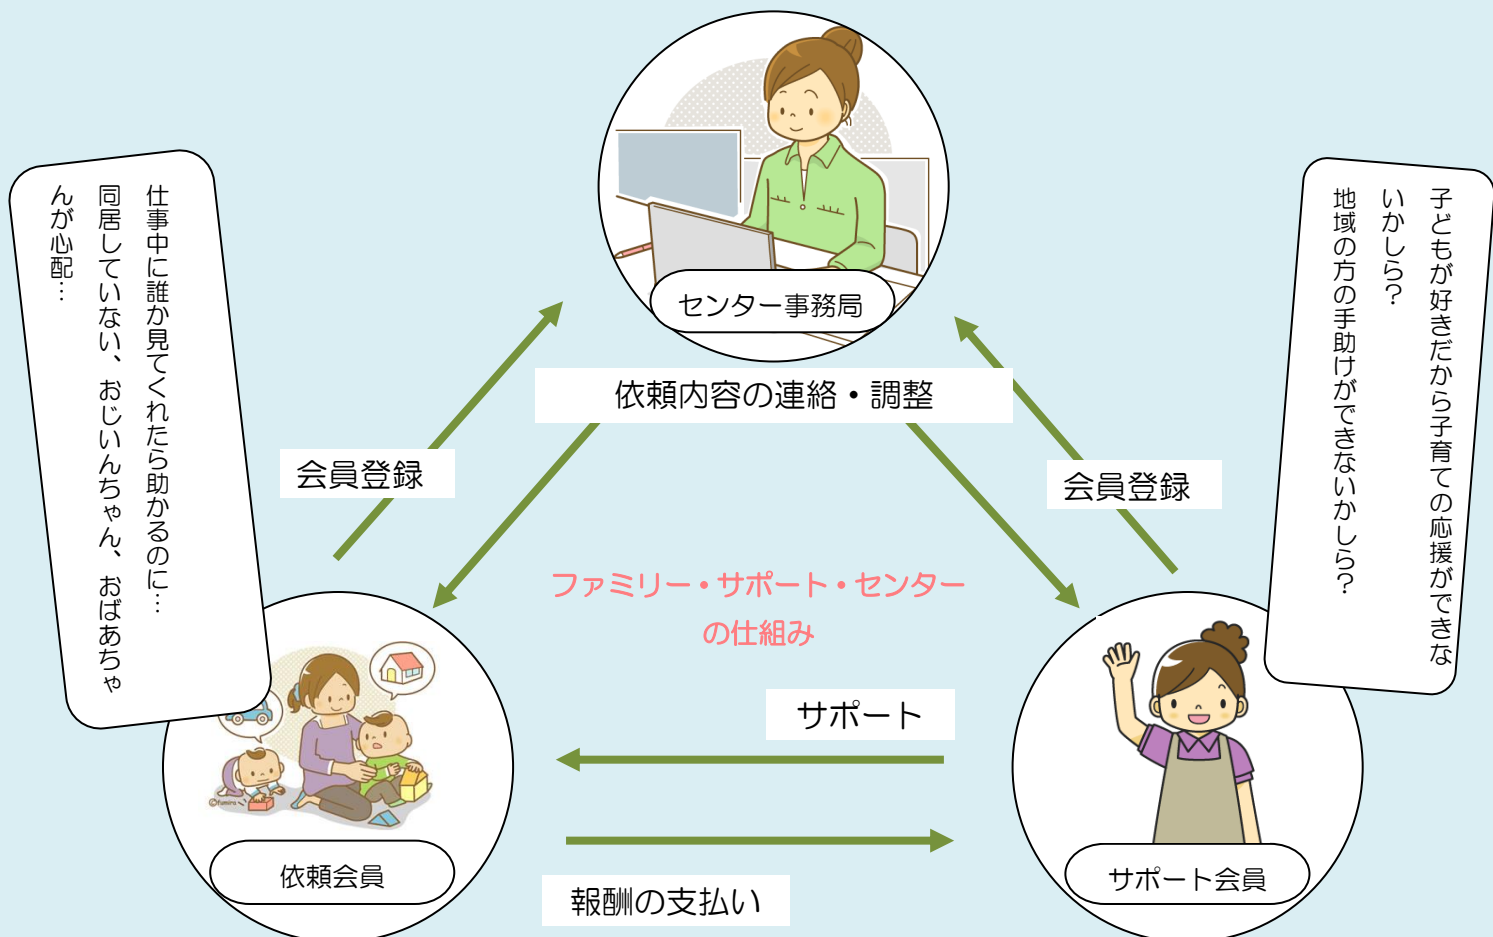 センター事務局
仕事中に誰か見てくれたら助かるのに…
同居していない、おじいんちゃん、おばあちゃ
んが心配…
子どもが好きだから子育ての応援ができな
いかしら？
地域の方の手助けができないかしら？
依頼内容の連絡・調整
会員登録
会員登録
ファミリー・サポート・センター
の仕組み
サポート
©fumira
依頼会員
サポート会員
報酬の支払い